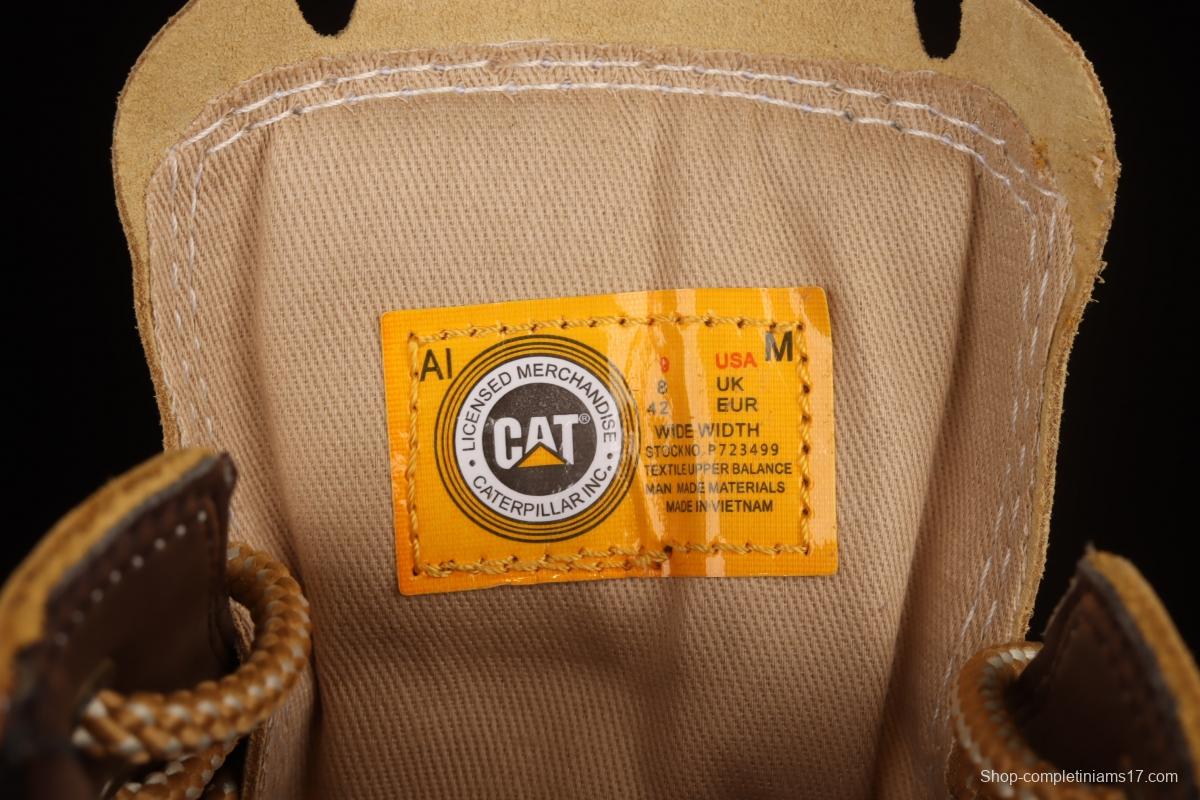 AI
LICENSED MERCHANDISE
CAT®
CATERPILLAR INC.
9 USA M
8 UK
42 EUR
WIDE WIDTH
STOCKNO. P723499
TEXTILEUPPER BALANCE
MAN MADE MATERIALS
MADE IN VIETNAM
Shop-completiniams17.com